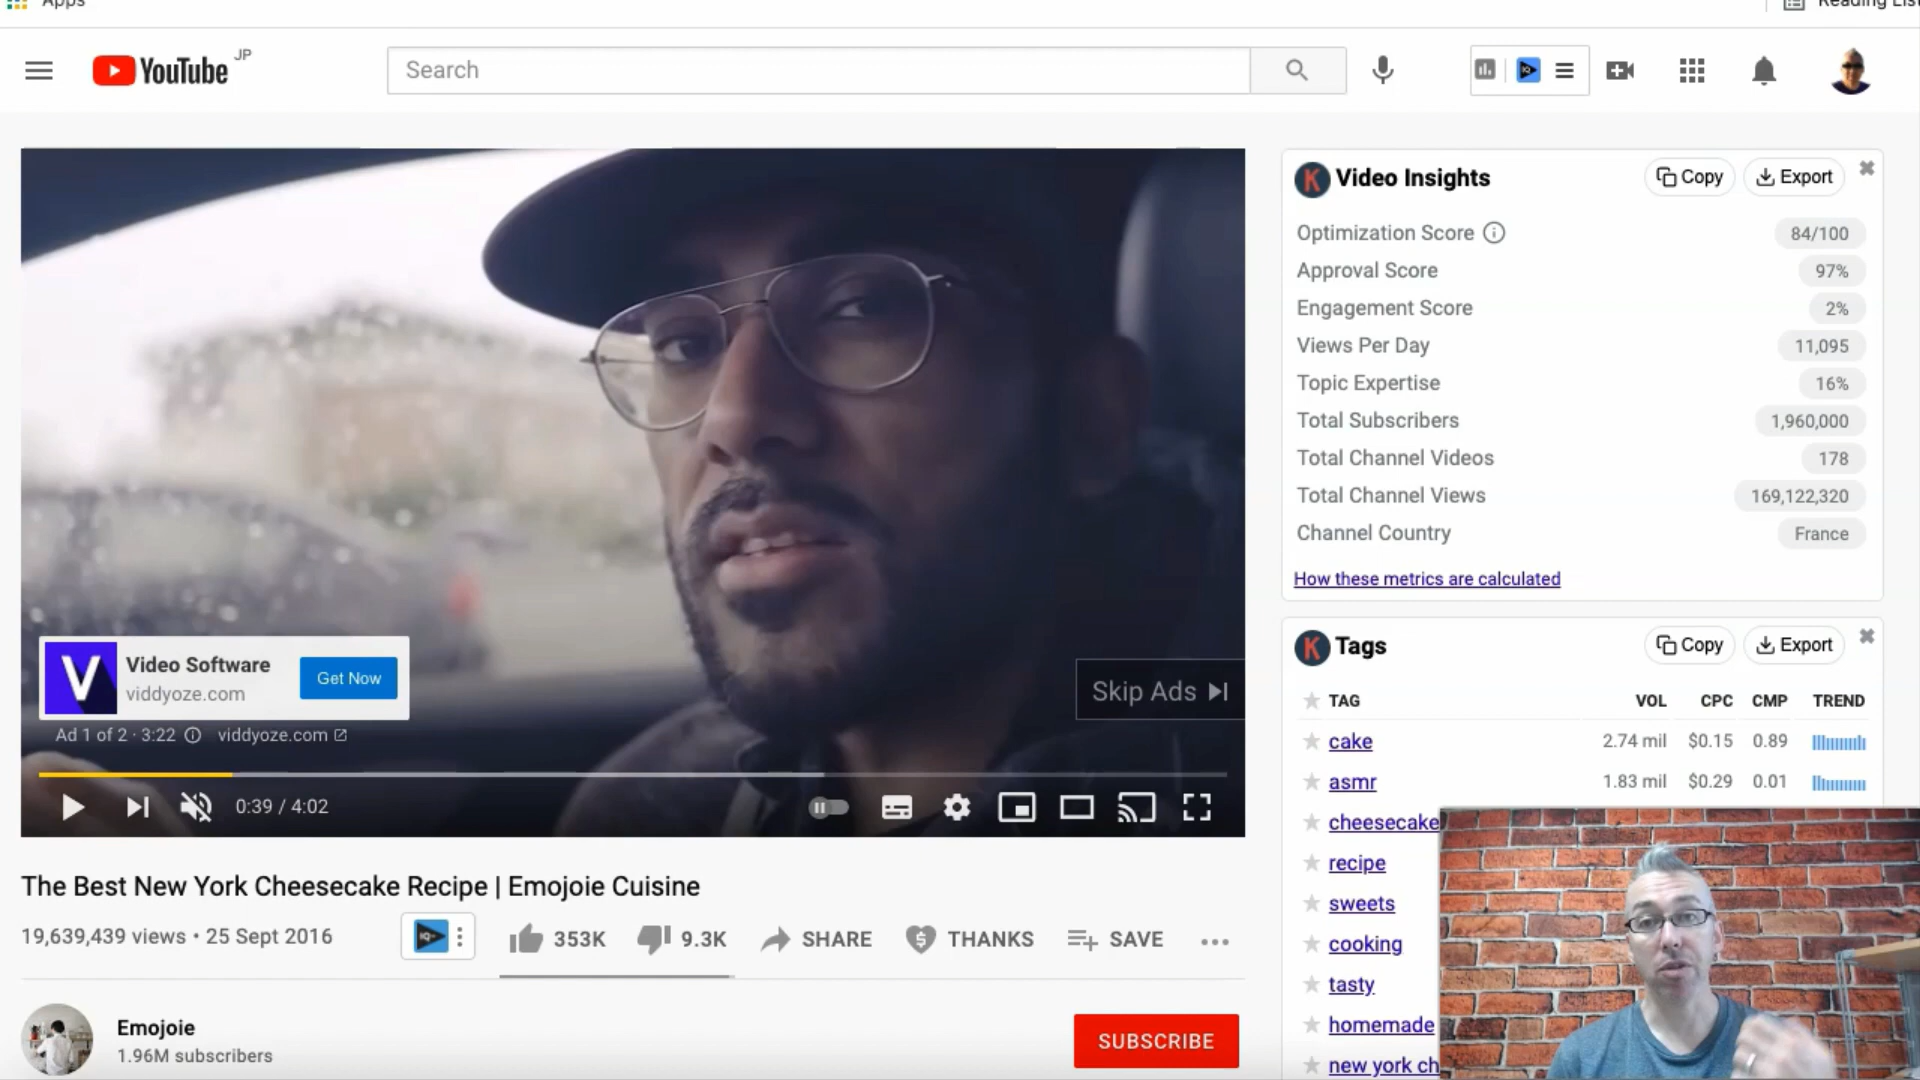 Apps
Reading List
YouTube JP
Search
Video Insights
Copy
Export
Optimization Score
84/100
Approval Score
97%
Engagement Score
2%
Views Per Day
11,095
Topic Expertise
16%
Total Subscribers
1,960,000
Total Channel Videos
178
Total Channel Views
169,122,320
Channel Country
France
How these metrics are calculated
Video Software
viddyoze.com
Get Now
Skip Ads
Ad 1 of 2 · 3:22
viddyoze.com
0:39 / 4:02
Tags
Copy
Export
TAG VOL CPC CMP TREND
cake 2.74 mil $0.15 0.89
asmr 1.83 mil $0.29 0.01
cheesecake
recipe
sweets
cooking
tasty
homemade
new york ch
The Best New York Cheesecake Recipe | Emojoie Cuisine
19,639,439 views • 25 Sept 2016
353K
9.3K
SHARE
THANKS
SAVE
Emojoie
1.96M subscribers
SUBSCRIBE